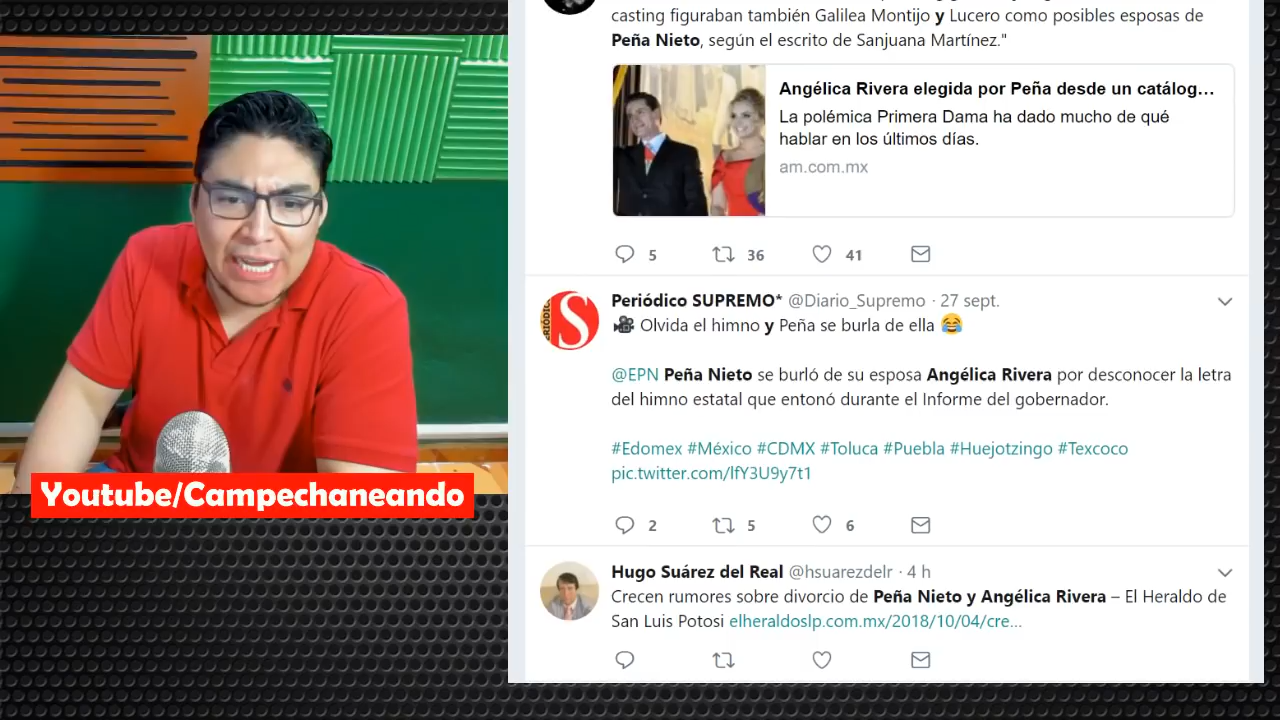 casting figuraban también Galilea Montijo y Lucero como posibles esposas de
Peña Nieto, según el escrito de Sanjuana Martínez."
Angélica Rivera elegida por Peña desde un catálog...
La polémica Primera Dama ha dado mucho de qué
hablar en los últimos días.
am.com.mx
5 36 41
Periódico SUPREMO* @Diario_Supremo · 27 sept.
🎥 Olvida el himno y Peña se burla de ella 😂
@EPN Peña Nieto se burló de su esposa Angélica Rivera por desconocer la letra
del himno estatal que entonó durante el Informe del gobernador.
#Edomex #México #CDMX #Toluca #Puebla #Huejotzingo #Texcoco
pic.twitter.com/lfY3U9y7t1
2 5 6
Hugo Suárez del Real @hsuarezdelr · 4 h
Crecen rumores sobre divorcio de Peña Nieto y Angélica Rivera – El Heraldo de
San Luis Potosi elheraldoslp.com.mx/2018/10/04/cre...
Youtube/Campechaneando